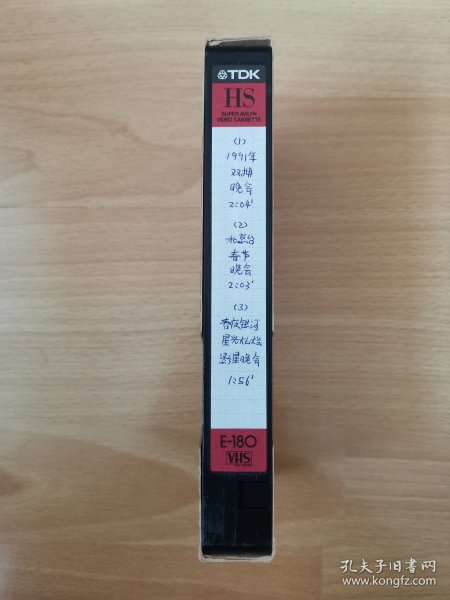 TDK
HS
SUPER AVILYN
VIDEO CASSETTE
(1)
1991年
双拥
晚会
2:04'
(2)
北京台
春节
晚会
2:03'
(3)
春夜银河
星光灿烂
影星晚会
1:56'
E-180
VHS
孔夫子旧书网
www.kongfz.com